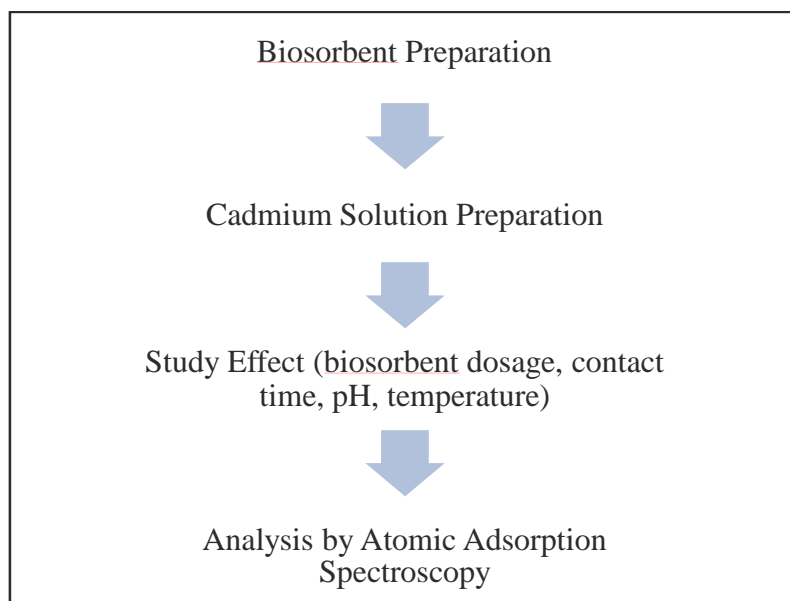 Biosorbent Preparation
Cadmium Solution Preparation
Study Effect (biosorbent dosage, contact
time, pH, temperature)
Analysis by Atomic Adsorption
Spectroscopy